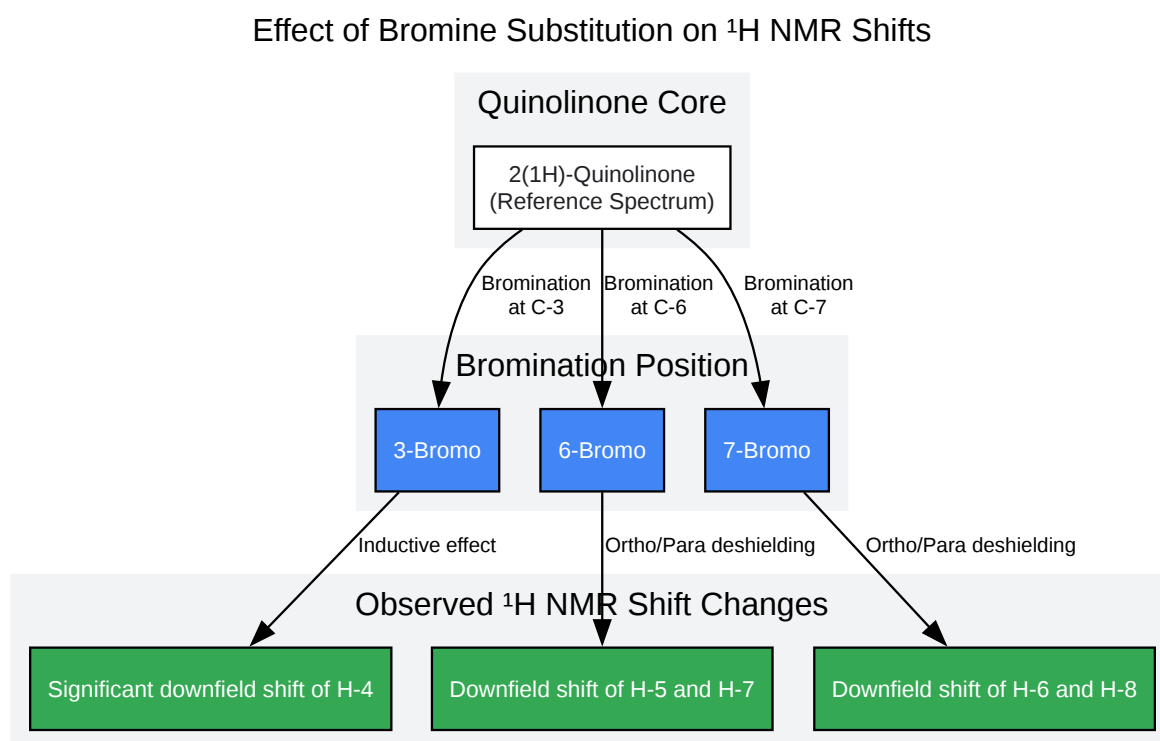 Effect of Bromine Substitution on ¹H NMR Shifts
Quinolinone Core
2(1H)-Quinolinone
(Reference Spectrum)
Bromination
at C-3
Bromination
at C-6
Bromination
at C-7
Bromination Position
3-Bromo
6-Bromo
7-Bromo
Inductive effect
Ortho/Para deshielding
Ortho/Para deshielding
Observed ¹H NMR Shift Changes
Significant downfield shift of H-4
Downfield shift of H-5 and H-7
Downfield shift of H-6 and H-8